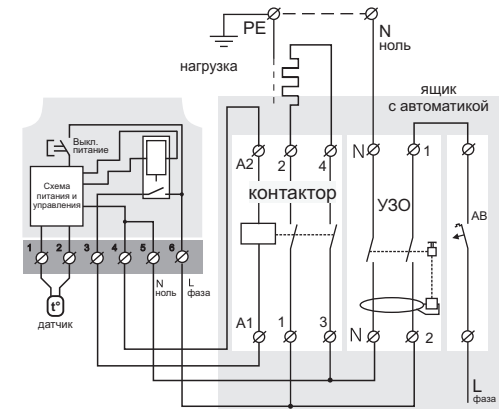 PE
N
ноль
нагрузка
ящик
с автоматикой
Выкл.
питание
Схема
питания и
управления
1 2 3 4 5 6
t°
датчик
N
ноль
L
фаза
A2 2 4
контактор
A1 1 3
N 1
УЗО
N 2
АВ
L
фаза